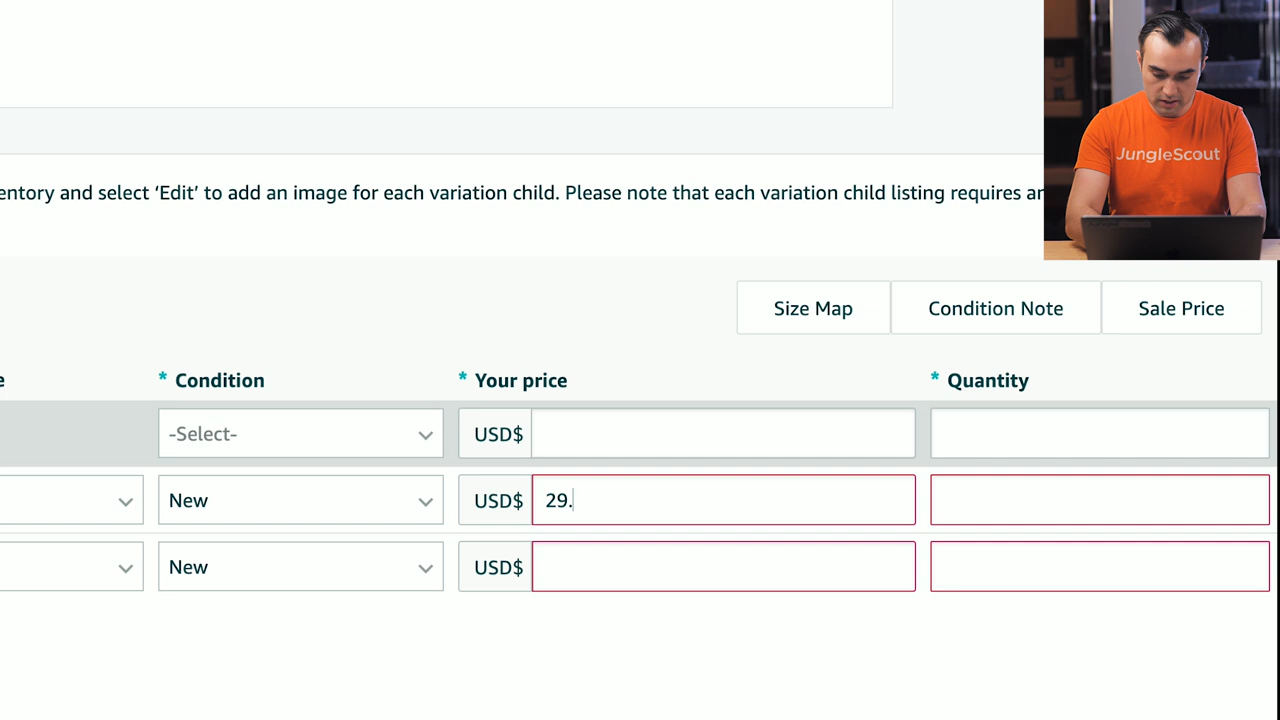 JungleScout
entory and select ‘Edit’ to add an image for each variation child. Please note that each variation child listing requires
Size Map
Condition Note
Sale Price
e * Condition * Your price * Quantity
-Select- USD$
New USD$ 29.
New USD$